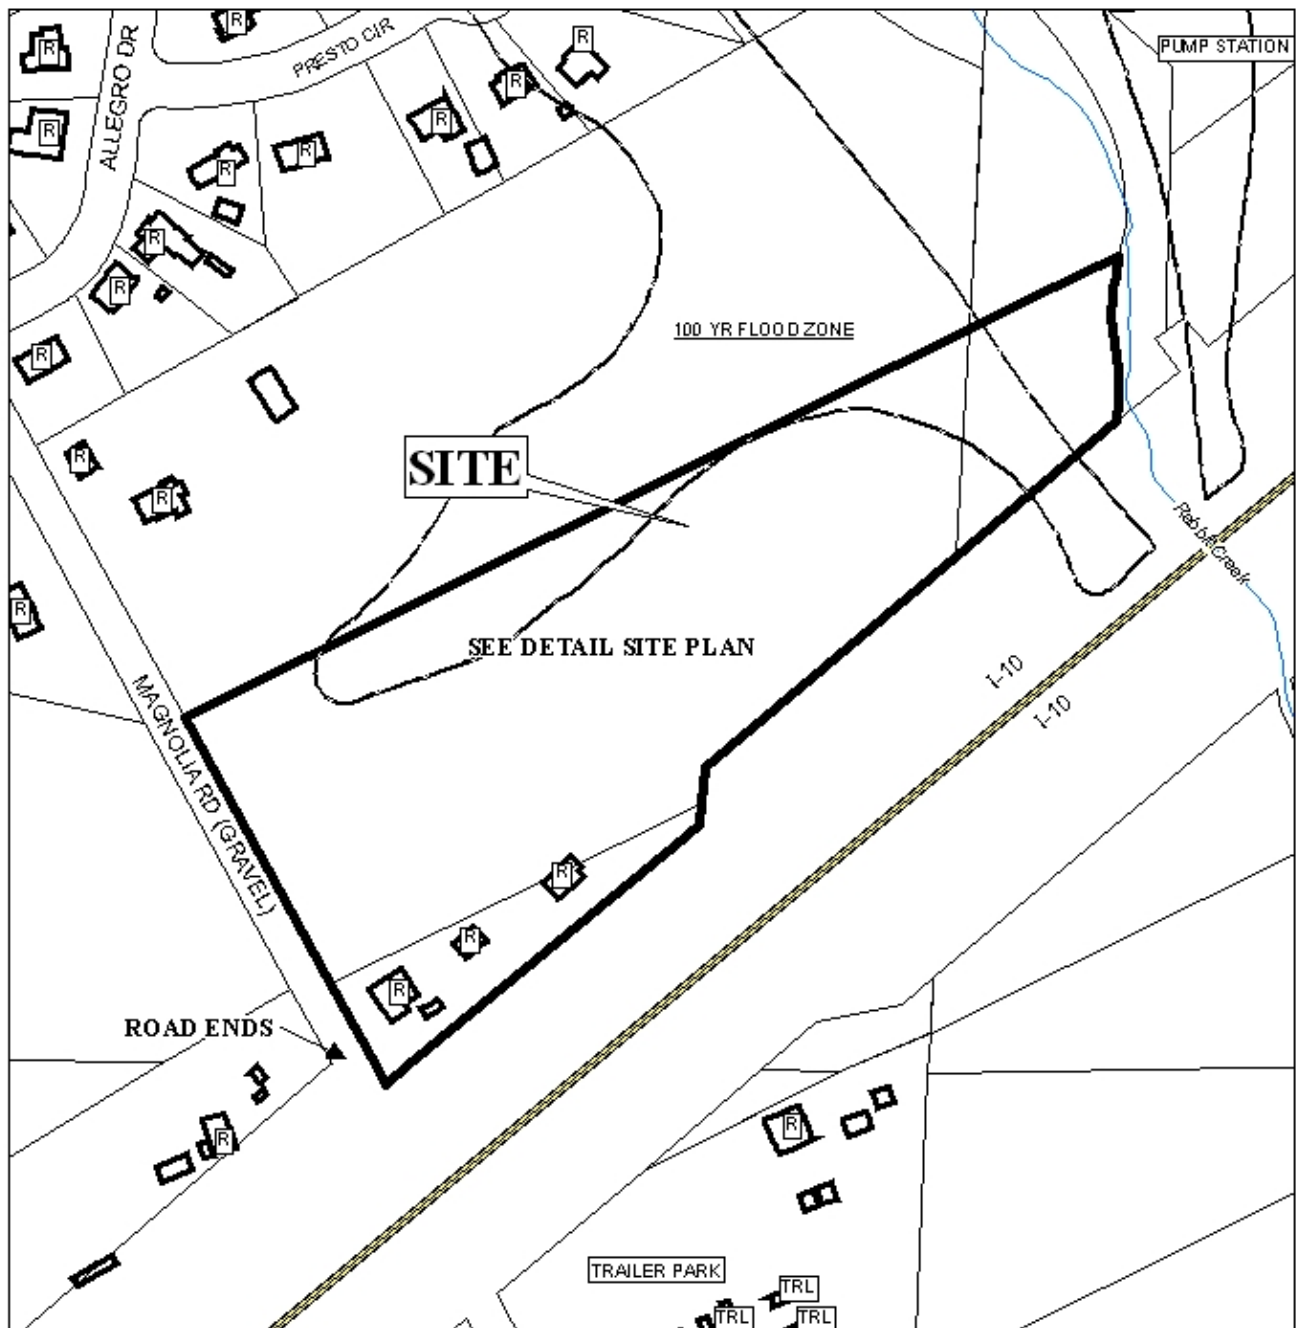 R
R
PRESTO CIR
R
ALLEGRO DR
PUMP STATION
R
R
R
R
R
R
R
R
100 YR FLOOD ZONE
SITE
R
R
R
SEE DETAIL SITE PLAN
MAGNOLIA RD (GRAVEL)
Rabbit Creek
I-10
I-10
R
R
R
ROAD ENDS
R
R
TRAILER PARK
TRL
TRL
TRL